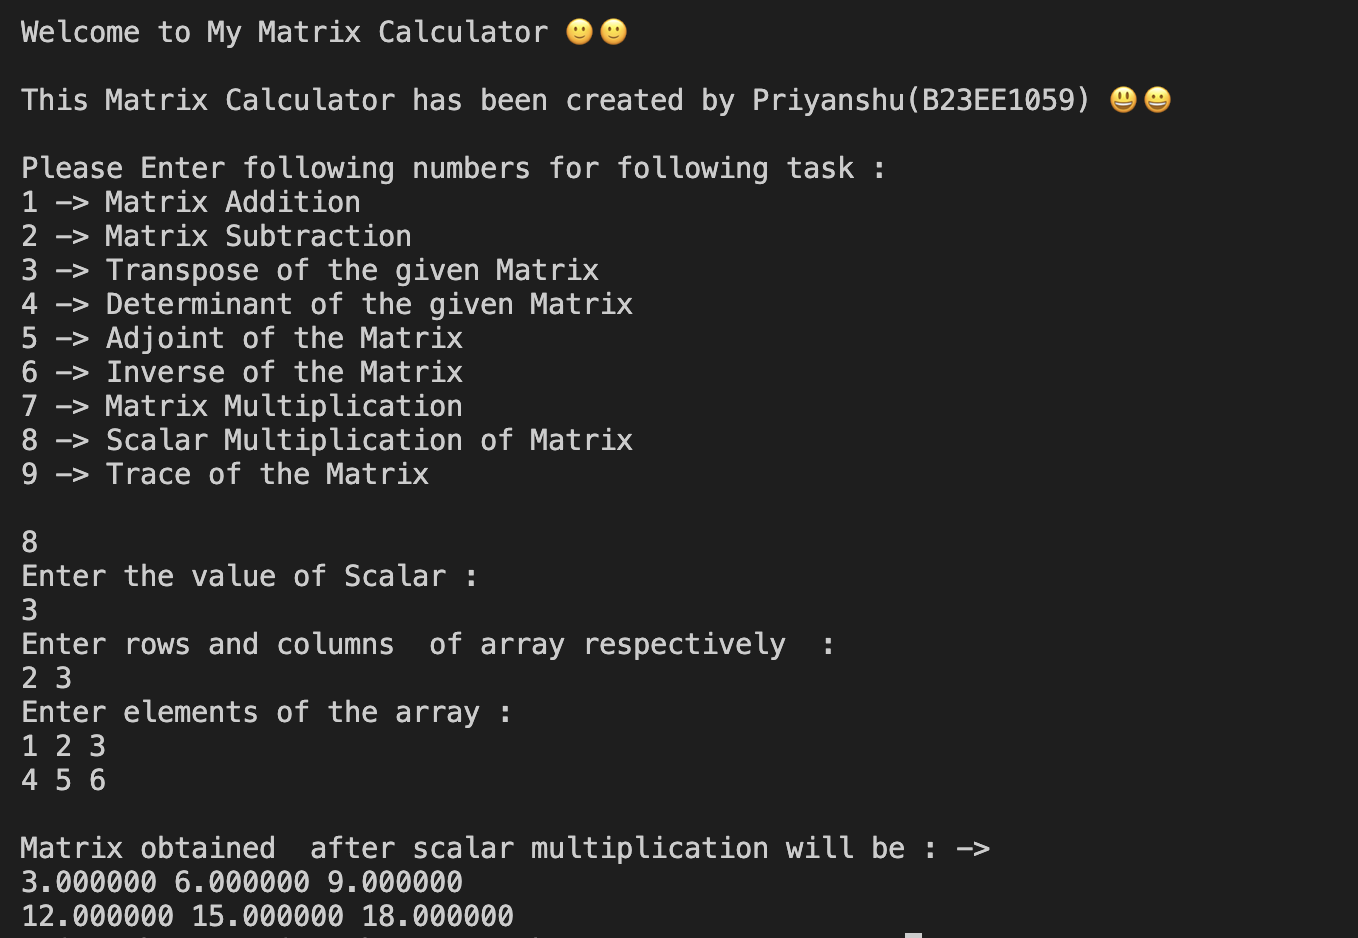 Welcome to My Matrix Calculator 🙂🙂
This Matrix Calculator has been created by Priyanshu(B23EE1059) 😃😀
Please Enter following numbers for following task :
1 -> Matrix Addition
2 -> Matrix Subtraction
3 -> Transpose of the given Matrix
4 -> Determinant of the given Matrix
5 -> Adjoint of the Matrix
6 -> Inverse of the Matrix
7 -> Matrix Multiplication
8 -> Scalar Multiplication of Matrix
9 -> Trace of the Matrix
8
Enter the value of Scalar :
3
Enter rows and columns  of array respectively  :
2 3
Enter elements of the array :
1 2 3
4 5 6
Matrix obtained  after scalar multiplication will be : ->
3.000000 6.000000 9.000000
12.000000 15.000000 18.000000